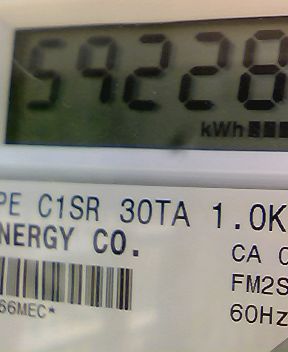 59228
kWh
PE C1SR 30TA 1.0K
NERGY CO.
CA
FM2S
60Hz
66MEC*